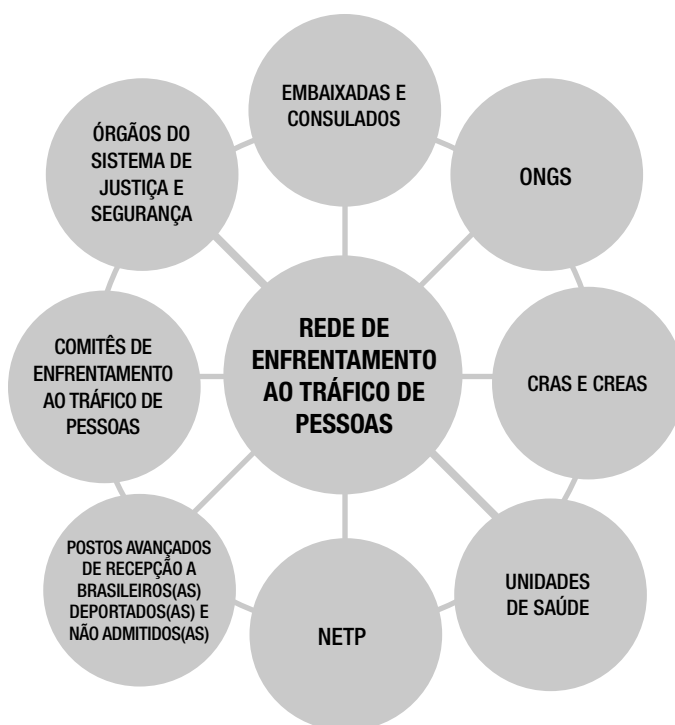 EMBAIXADAS E
CONSULADOS
ONGS
CRAS E CREAS
UNIDADES
DE SAÚDE
NETP
POSTOS AVANÇADOS
DE RECEPÇÃO A
BRASILEIROS(AS)
DEPORTADOS(AS) E
NÃO ADMITIDOS(AS)
COMITÊS DE
ENFRENTAMENTO
AO TRÁFICO DE
PESSOAS
ÓRGÃOS DO
SISTEMA DE
JUSTIÇA E
SEGURANÇA
REDE DE
ENFRENTAMENTO
AO TRÁFICO DE
PESSOAS